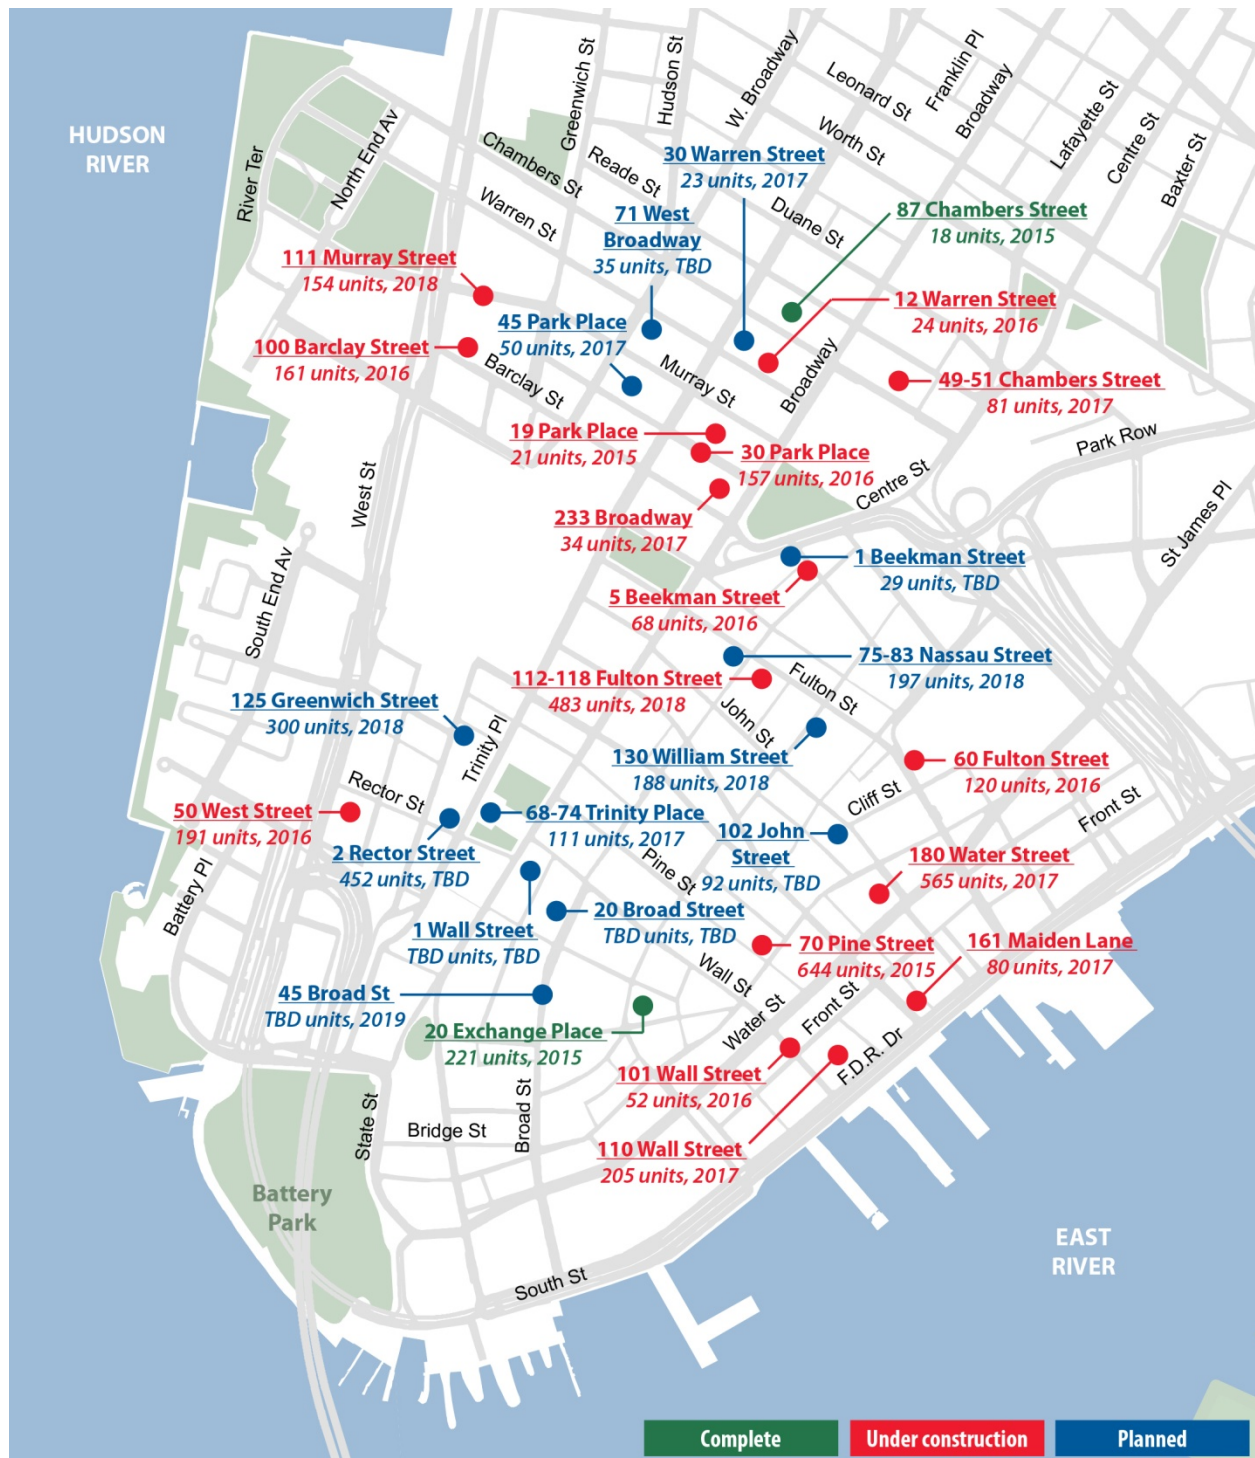 HUDSON
RIVER
River Ter
North End Av
Greenwich St
Hudson St
W. Broadway
Leonard St
Franklin Pl
Broadway
Lafayette St
Centre St
Baxter St
Worth St
Chambers St
Reade St
Warren St
Duane St
30 Warren Street
23 units, 2017
71 West
Broadway
35 units, TBD
87 Chambers Street
18 units, 2015
111 Murray Street
154 units, 2018
12 Warren Street
24 units, 2016
45 Park Place
50 units, 2017
100 Barclay Street
161 units, 2016
Barclay St
Murray St
Broadway
49-51 Chambers Street
81 units, 2017
Park Row
19 Park Place
21 units, 2015
30 Park Place
157 units, 2016
Centre St
West St
233 Broadway
34 units, 2017
St James Pl
1 Beekman Street
29 units, TBD
5 Beekman Street
68 units, 2016
South End Av
75-83 Nassau Street
197 units, 2018
112-118 Fulton Street
483 units, 2018
Fulton St
John St
125 Greenwich Street
300 units, 2018
Trinity Pl
130 William Street
188 units, 2018
60 Fulton Street
120 units, 2016
Rector St
Cliff St
Front St
50 West Street
191 units, 2016
68-74 Trinity Place
111 units, 2017
102 John
Street
92 units, TBD
2 Rector Street
452 units, TBD
Pine St
180 Water Street
565 units, 2017
Battery Pl
1 Wall Street
TBD units, TBD
20 Broad Street
TBD units, TBD
70 Pine Street
644 units, 2015
161 Maiden Lane
80 units, 2017
Wall St
45 Broad St
TBD units, 2019
Water St
Front St
20 Exchange Place
221 units, 2015
F.D.R. Dr
101 Wall Street
52 units, 2016
State St
Bridge St
Broad St
110 Wall Street
205 units, 2017
Battery
Park
EAST
RIVER
South St
Complete
Under construction
Planned